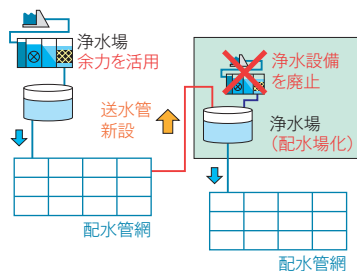 浄水場
余力を活用
送水管
新設
配水管網
浄水設備
を廃止
浄水場
（配水場化）
配水管網